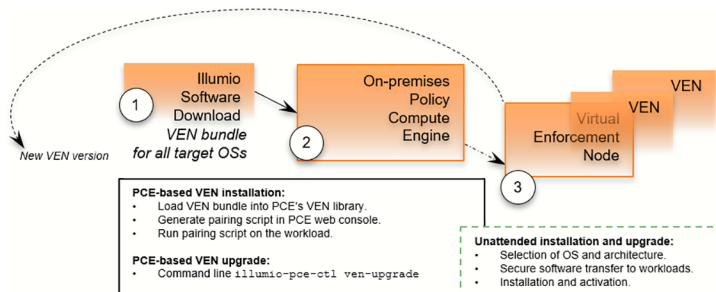 1
Illumio
Software
Download
VEN bundle
for all target OSs
2
On-premises
Policy
Compute
Engine
VEN
VEN
Virtual
Enforcement
Node
3
New VEN version
PCE-based VEN installation:
• Load VEN bundle into PCE's VEN library.
• Generate pairing script in PCE web console.
• Run pairing script on the workload.
PCE-based VEN upgrade:
• Command line illumio-pce-ctl ven-upgrade
Unattended installation and upgrade:
• Selection of OS and architecture.
• Secure software transfer to workloads.
• Installation and activation.